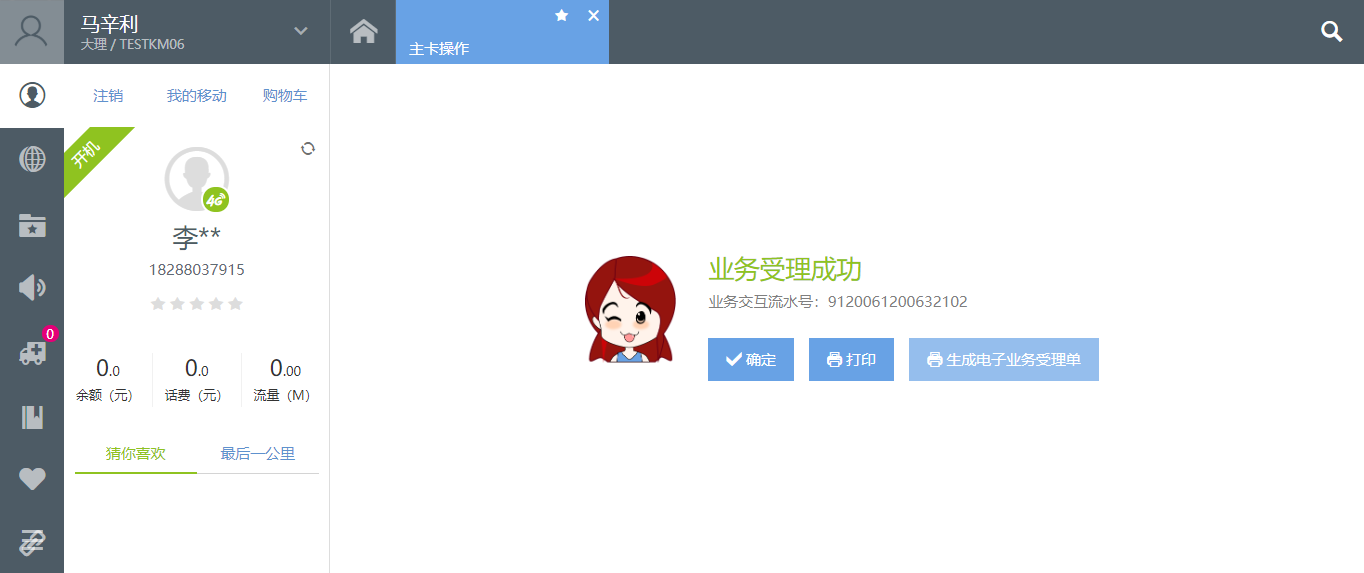 马辛利
大理 / TESTKM06
主卡操作
注销 我的移动 购物车
开机
4G
李**
18288037915
0
0.0 0.0 0.00
余额（元） 话费（元） 流量（M）
猜你喜欢 最后一公里
业务受理成功
业务交互流水号：9120061200632102
确定 打印 生成电子业务受理单